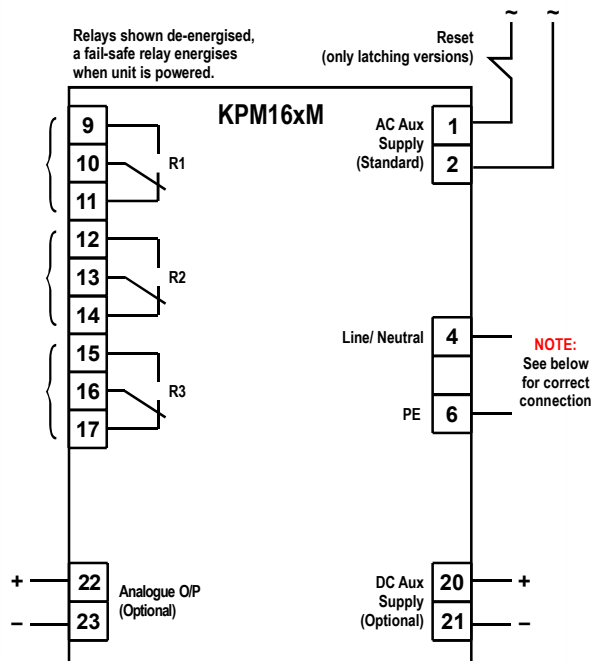 ~ ~
Relays shown de-energised,
a fail-safe relay energises
when unit is powered.
Reset
(only latching versions)
KPM16xM
9
10
11
R1
12
13
14
R2
15
16
17
R3
AC Aux
Supply
(Standard)
1
2
Line/ Neutral
4
PE
6
NOTE:
See below
for correct
connection
+ 22
– 23
Analogue O/P
(Optional)
DC Aux
Supply
(Optional)
20 +
21 –